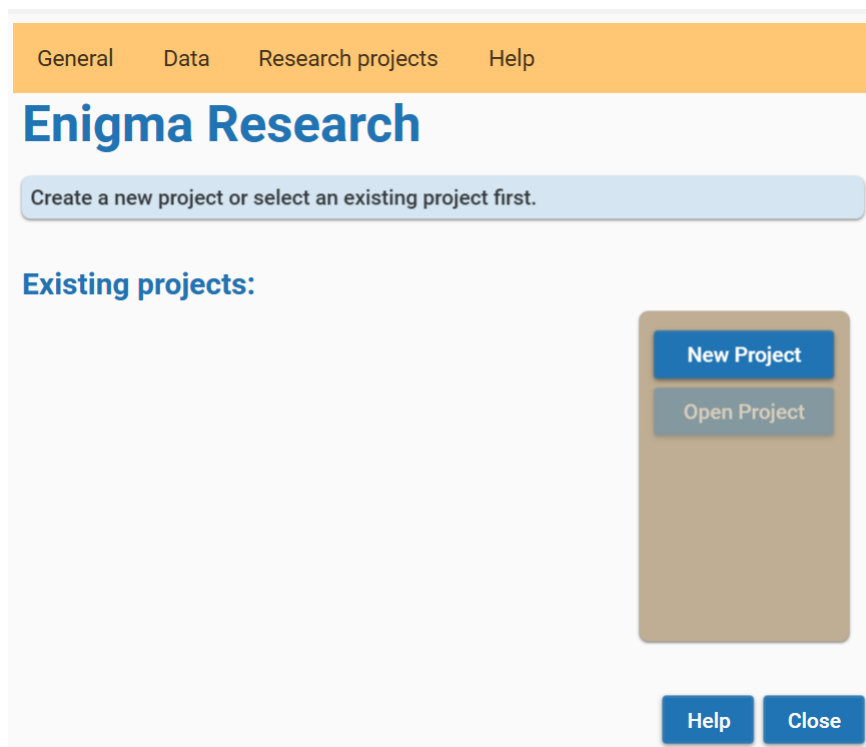 General Data Research projects Help
Enigma Research
Create a new project or select an existing project first.
Existing projects:
New Project
Open Project
Help Close